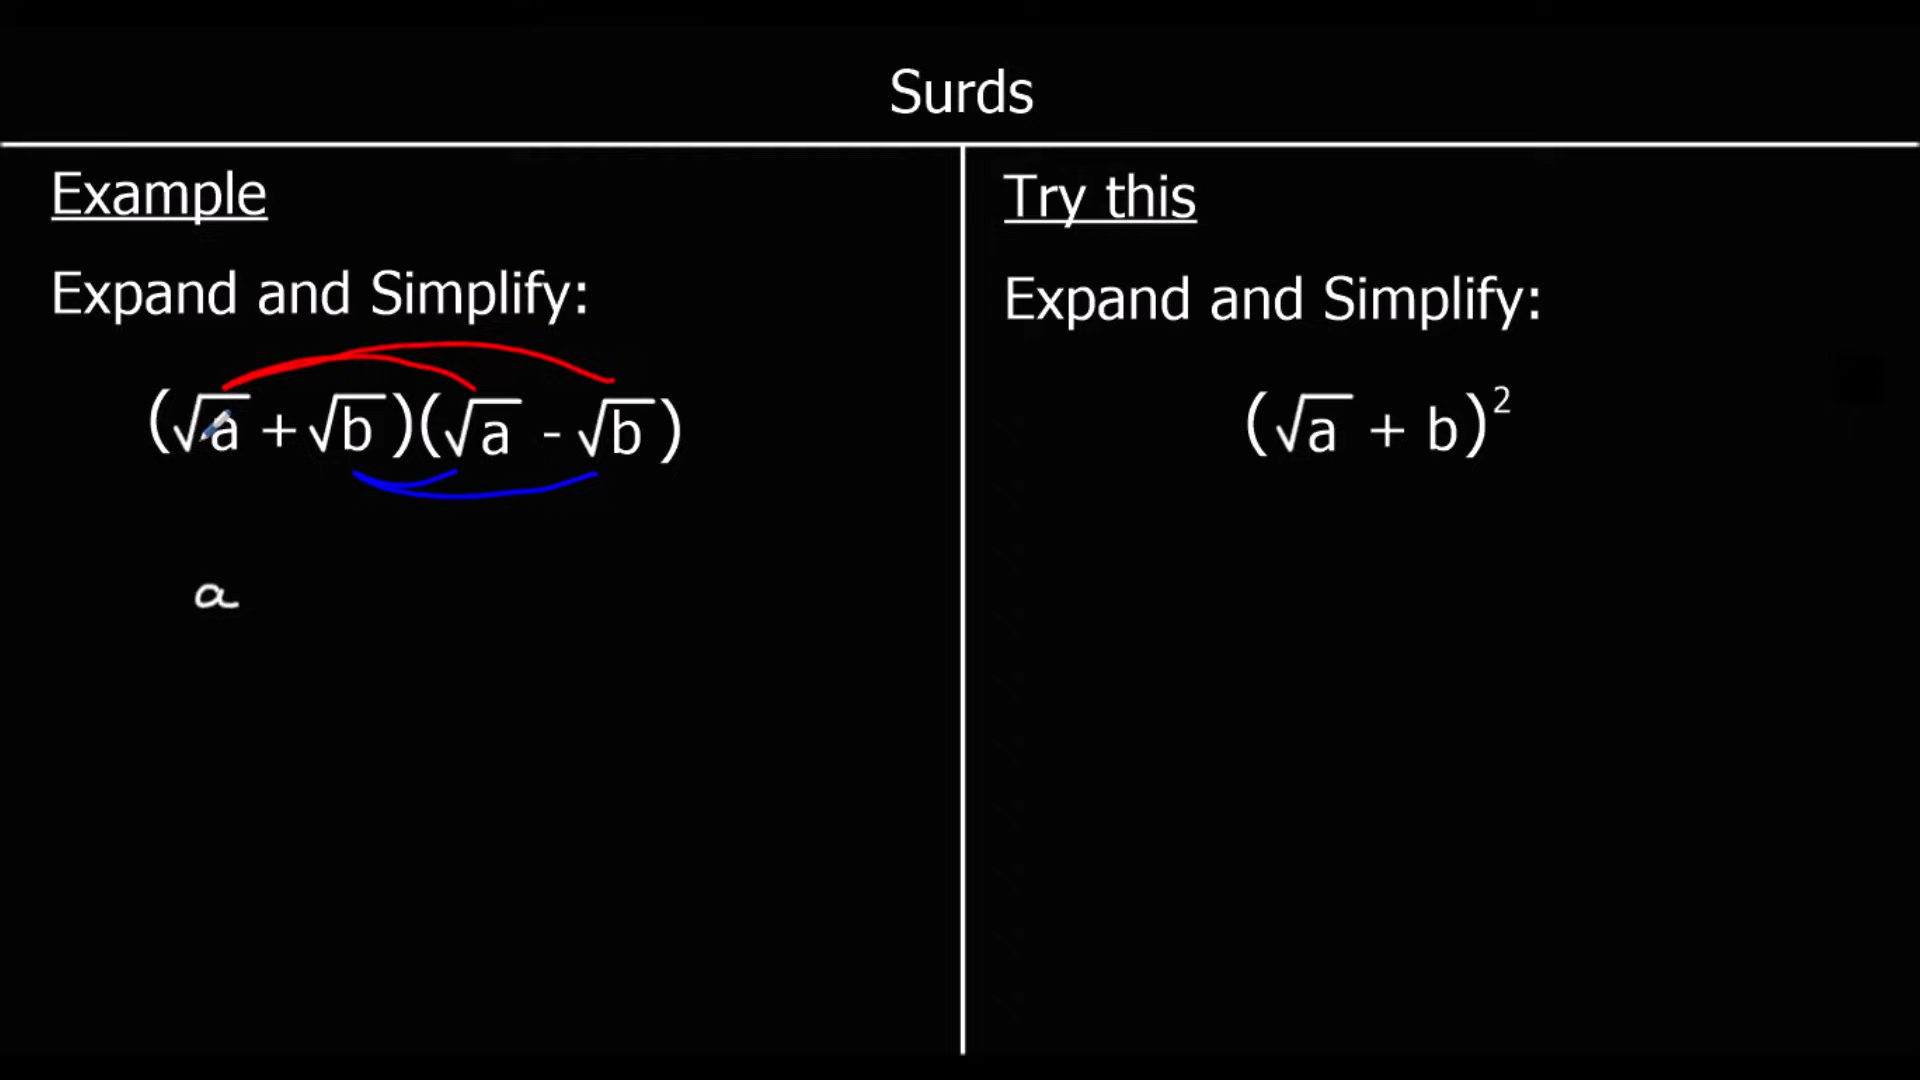 Surds
Example
Expand and Simplify:
(√a + √b)(√a - √b)
a
Try this
Expand and Simplify:
(√a + b)²